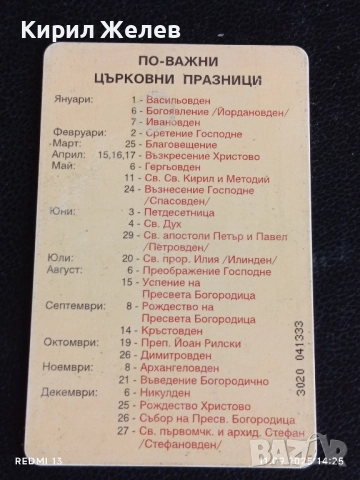 Кирил Желев
ПО-ВАЖНИ
ЦЪРКОВНИ ПРАЗНИЦИ
Януари: 1 - Васильовден
6 - Богоявление /Йордановден/
7 - Ивановден
Февруари: 2 - Сретение Господне
Март: 25 - Благовещение
Април: 15,16,17 - Възкресение Христово
Май: 6 - Гергьовден
11 - Св. Св. Кирил и Методий
24 - Възнесение Господне
/Спасовден/
Юни: 3 - Петдесетница
4 - Св. Дух
29 - Св. апостоли Петър и Павел
/Петровден/
Юли: 20 - Св. прор. Илия /Илинден/
Август: 6 - Преображение Господне
15 - Успение на
Пресвета Богородица
Септември: 8 - Рождество на
Пресвета Богородица
14 - Кръстовден
Октомври: 19 - Преп. Йоан Рилски
26 - Димитровден
Ноември: 8 - Архангеловден
21 - Въведение Богородично
Декември: 6 - Никулден
25 - Рождество Христово
26 - Събор на Пресв. Богородица
27 - Св. първомчк. и архид. Стефан
/Стефановден/
3020 041333
REDMI 13
14:25
bazar.bg